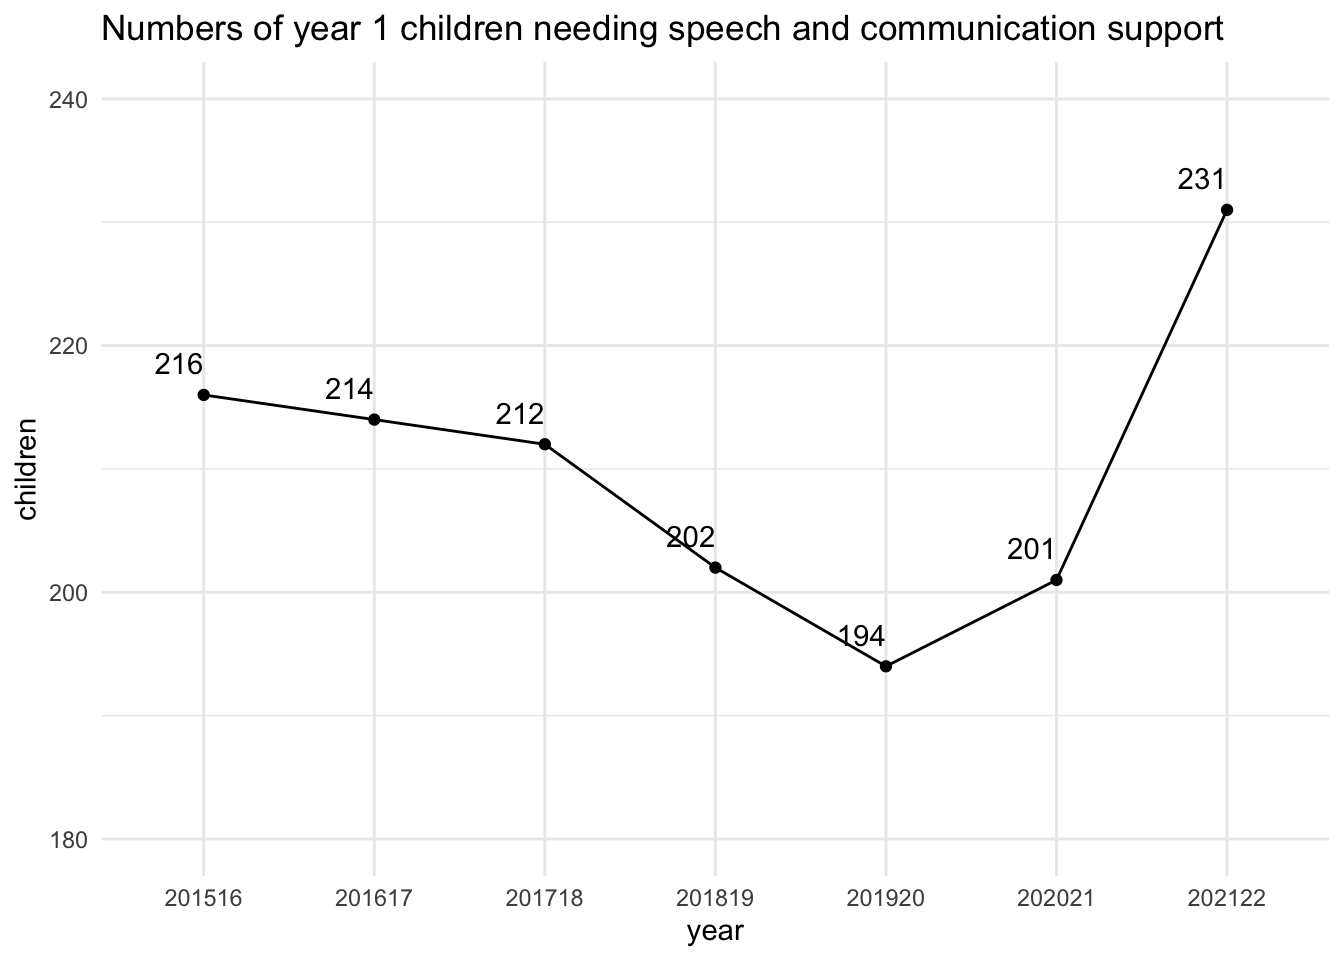 Numbers of year 1 children needing speech and communication support
240
231
220
216
214
212
202
201
200
194
180
children
201516 201617 201718 201819 201920 202021 202122
year